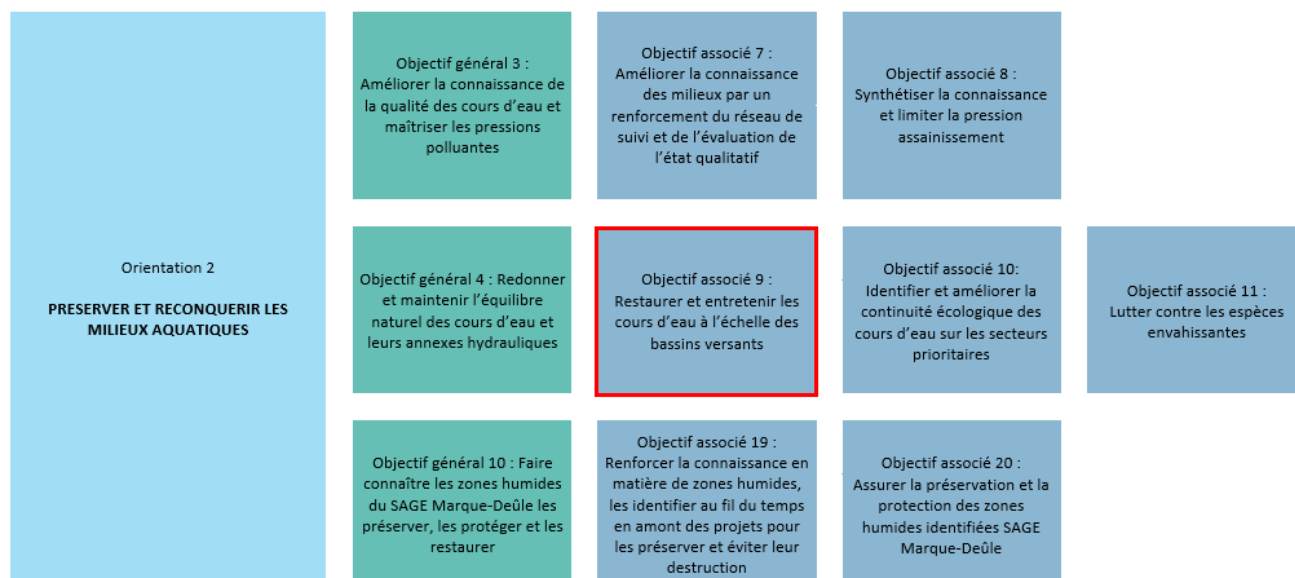 Orientation 2
PRESERVER ET RECONQUERIR LES
MILIEUX AQUATIQUES
Objectif général 3 :
Améliorer la connaissance de
la qualité des cours d’eau et
maîtriser les pressions
polluantes
Objectif associé 7 :
Améliorer la connaissance
des milieux par un
renforcement du réseau de
suivi et de l’évaluation de
l’état qualitatif
Objectif associé 8 :
Synthétiser la connaissance
et limiter la pression
assainissement
Objectif général 4 : Redonner
et maintenir l’équilibre
naturel des cours d’eau et
leurs annexes hydrauliques
Objectif associé 9 :
Restaurer et entretenir les
cours d’eau à l’échelle des
bassins versants
Objectif associé 10:
Identifier et améliorer la
continuité écologique des
cours d’eau sur les secteurs
prioritaires
Objectif associé 11 :
Lutter contre les espèces
envahissantes
Objectif général 10 : Faire
connaître les zones humides
du SAGE Marque-Deûle les
préserver, les protéger et les
restaurer
Objectif associé 19 :
Renforcer la connaissance en
matière de zones humides,
les identifier au fil du temps
en amont des projets pour
les préserver et éviter leur
destruction
Objectif associé 20 :
Assurer la préservation et la
protection des zones
humides identifiées SAGE
Marque-Deûle